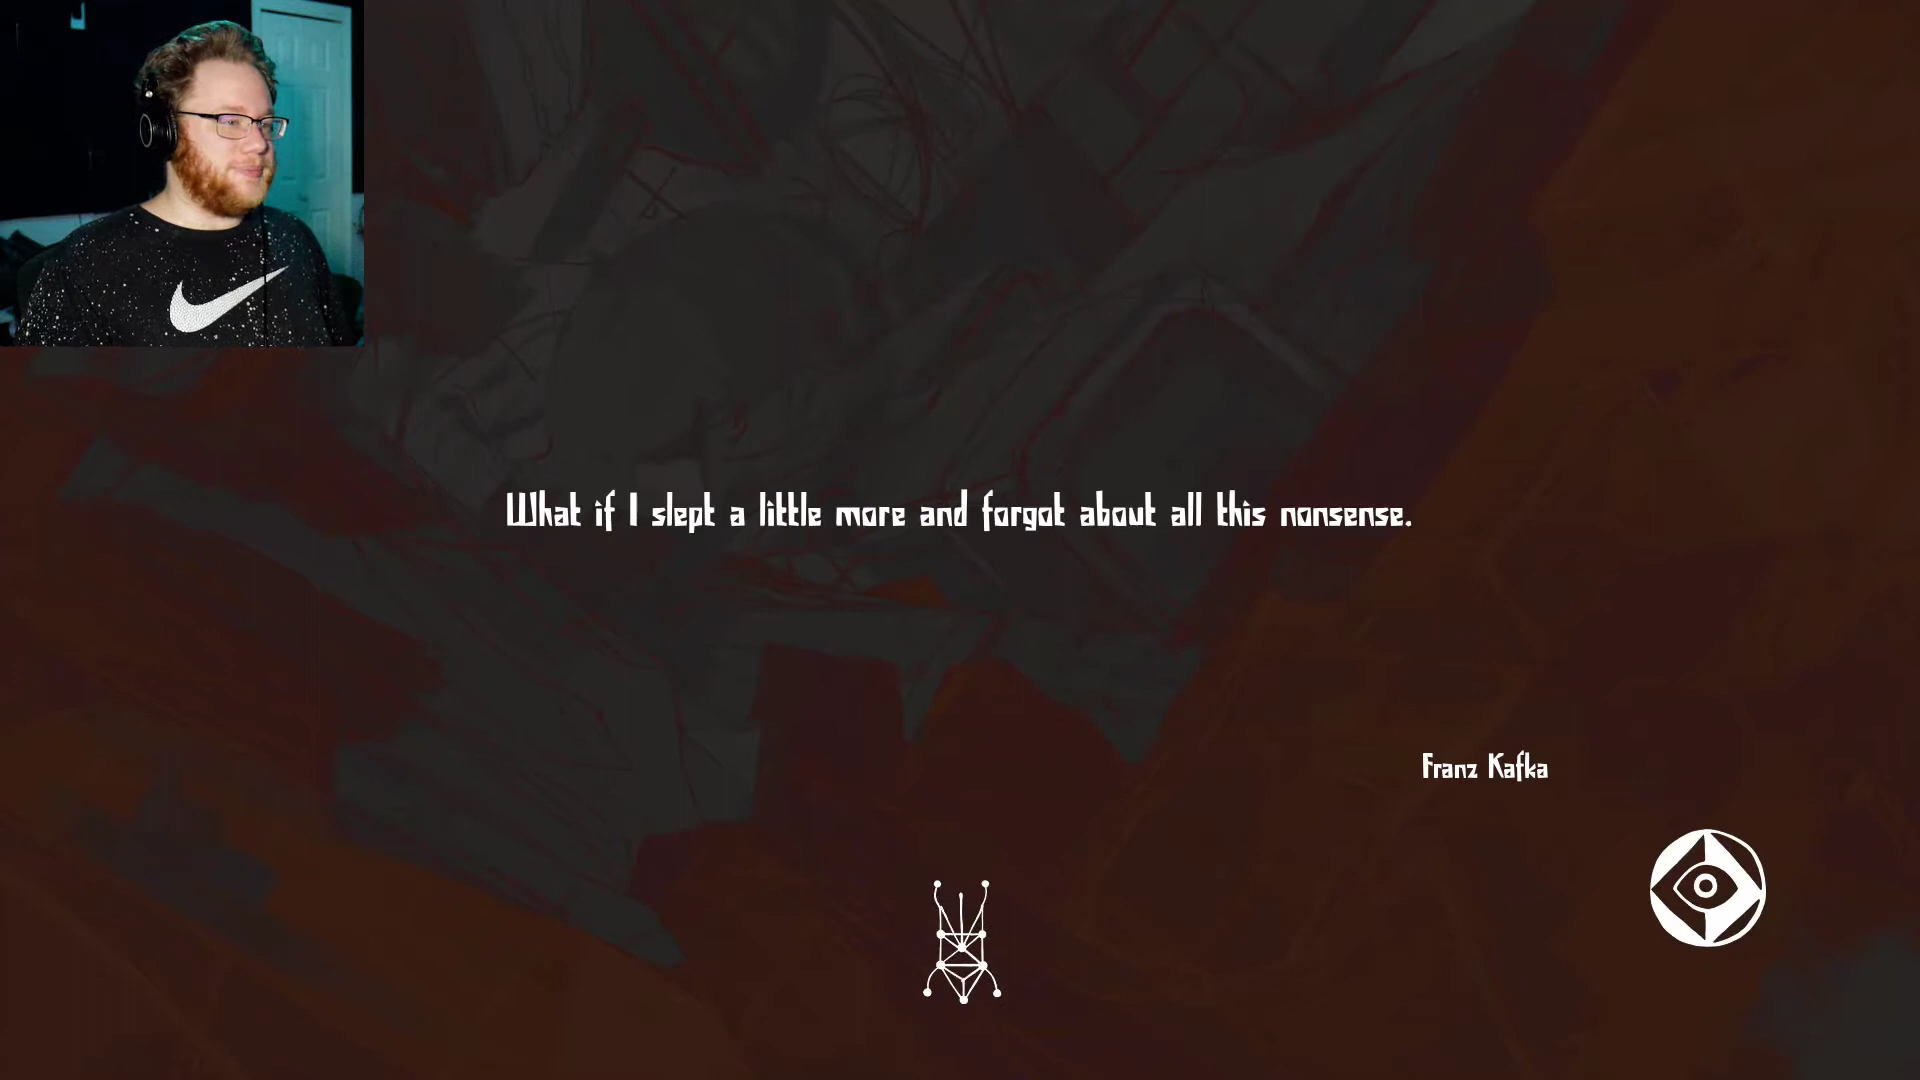 What if I slept a little more and forgot about all this nonsense.
Franz Kafka